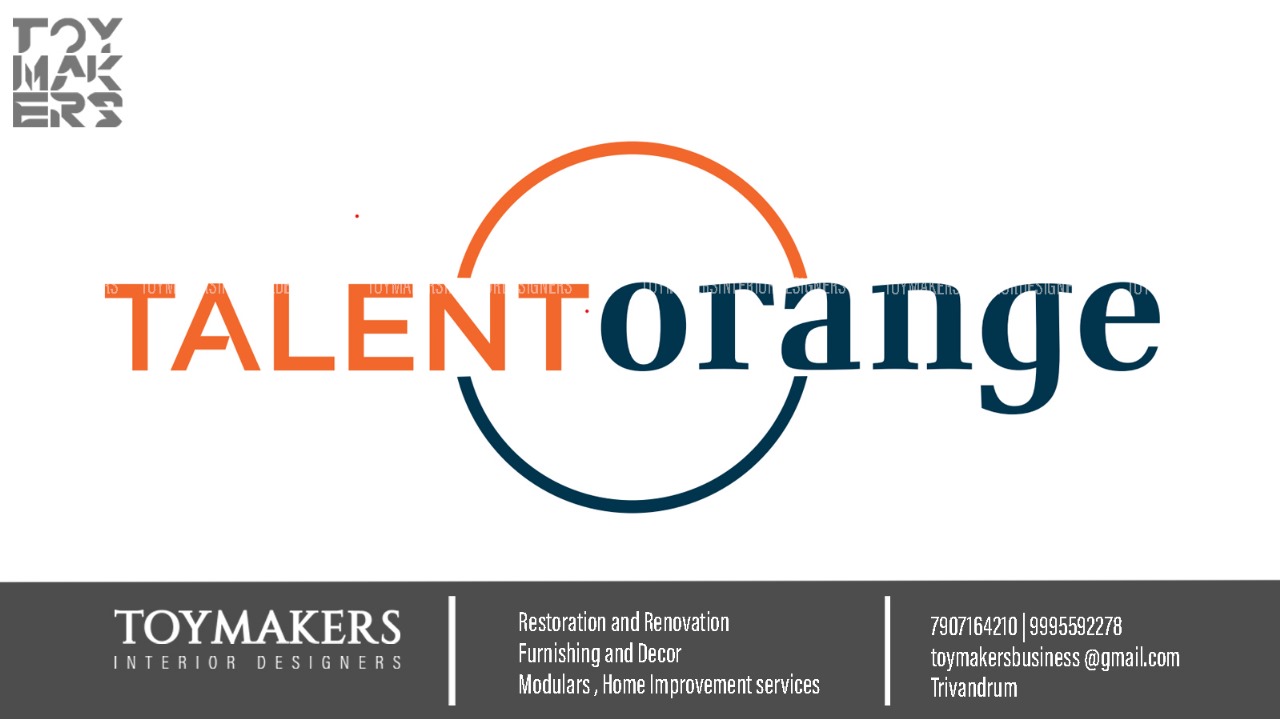 TOY
MAK
ERS
TALENTorange
TOYMAKERS
INTERIOR DESIGNERS
Restoration and Renovation
Furnishing and Decor
Modulars , Home Improvement services
7907164210 | 9995592278
toymakersbusiness @gmail.com
Trivandrum